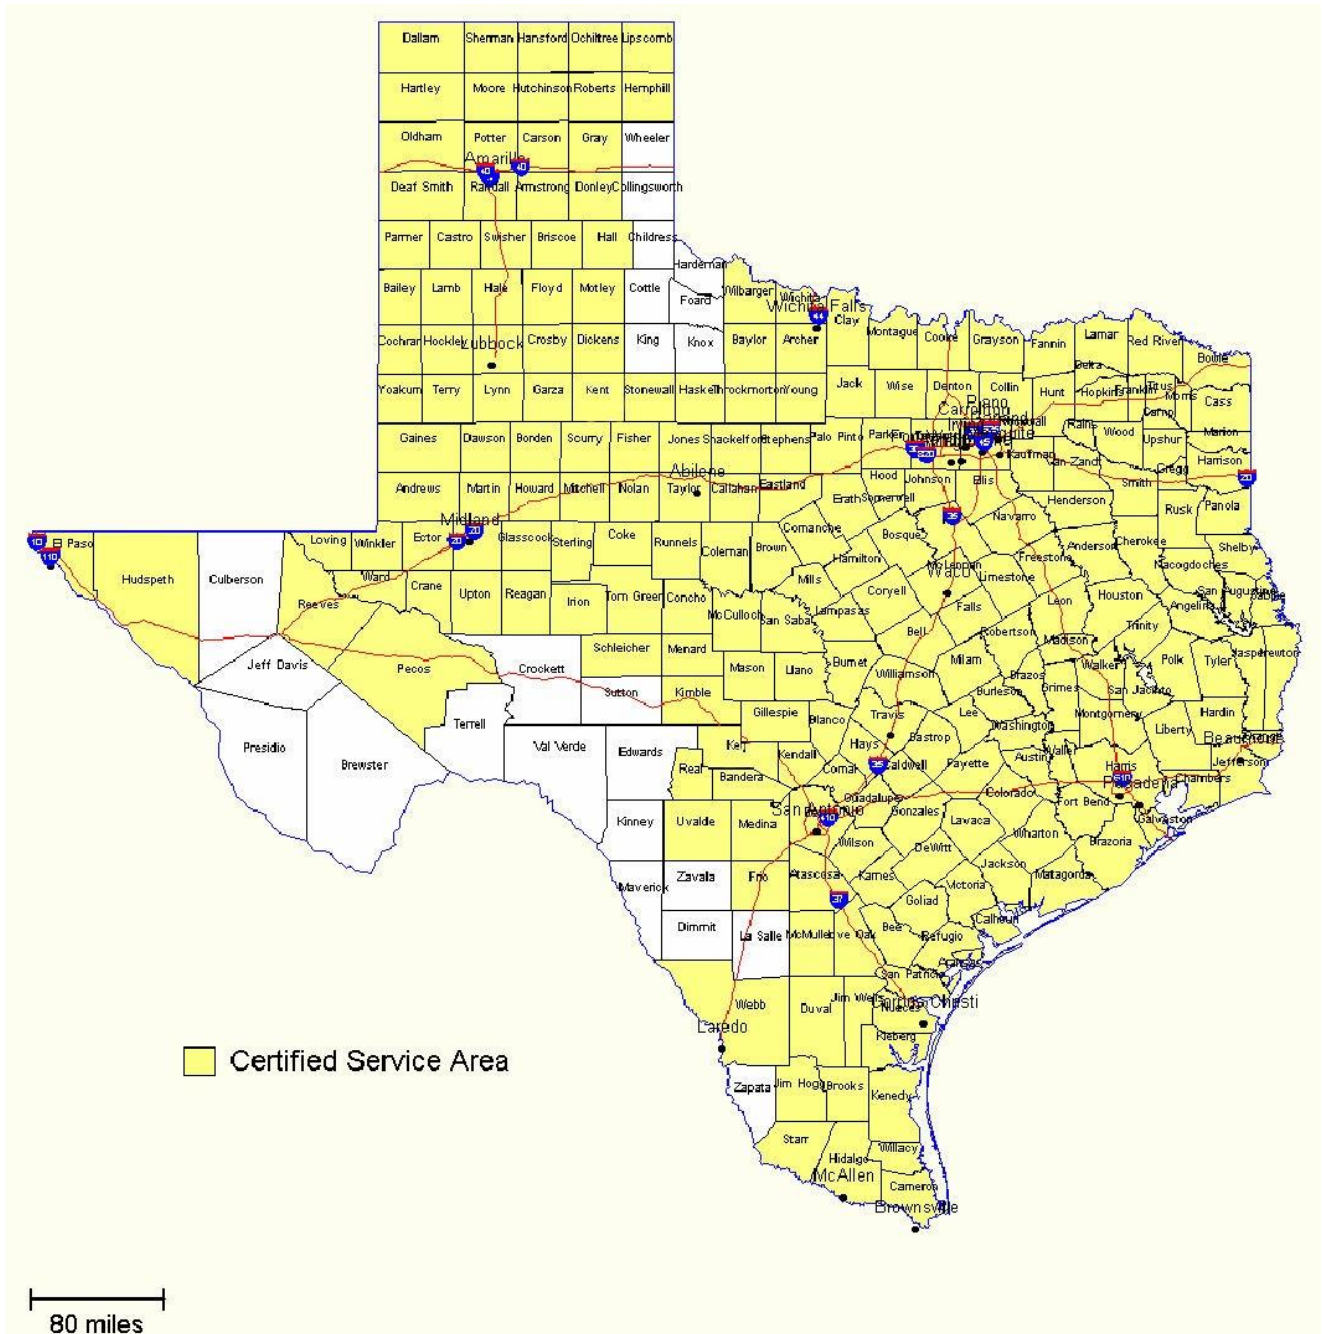 Dallam Sherman Hansford Ochiltree Lipscomb
Hartley Moore Hutchinson Roberts Hemphill
Oldham Potter Carson Gray Wheeler
Amarillo
40 40
Deaf Smith Randall Armstrong Donley Collingsworth
Parmer Castro Swisher Briscoe Hall Childress
Hardeman
Bailey Lamb Hale Floyd Motley Cottle Foard Wilbarger Wichita
Wichita Falls
44
Clay
Cochran Hockley Lubbock Crosby Dickens King Knox Baylor Archer Montague Cooke Grayson Fannin Lamar Red River Bowie
Delta
Yoakum Terry Lynn Garza Kent Stonewall Haskell Throckmorton Young Jack Wise Denton Collin Hunt Hopkins Franklin Titus Morris Cass
Plano
Carrollton
Camp
Gaines Dawson Borden Scurry Fisher Jones Shackelford Stephens Palo Pinto Parker Kaufman Rains Wood Upshur Marion
Van Zandt Gregg Harrison
Abilene
20
Andrews Martin Howard Mitchell Nolan Taylor Callahan Eastland Erath Hood Somervell Johnson Ellis Henderson Smith Rusk Panola
35
Midland
20 20
10 El Paso
110
Hudspeth Culberson Loving Winkler Ector Glasscock Sterling Coke Runnels Coleman Brown Comanche Hamilton Bosque Navarro Freestone Anderson Cherokee Shelby
Nacogdoches
Ward Crane Upton Reagan Irion Tom Green Concho Mills McLennan Limestone
Waco
San Augustine Sabine
Reeves McCulloch San Saba Lampasas Coryell Falls Leon Houston Angelina
Bell Robertson Madison Trinity
Jeff Davis Pecos Crockett Schleicher Menard Mason Llano Burnet Milam Walker Polk Tyler Jasper Newton
Williamson Brazos
Sutton Kimble Burleson Grimes San Jacinto
Terrell Gillespie Blanco Travis Lee Washington Montgomery Hardin
Liberty
Presidio Brewster Val Verde Edwards Kerr Kendall Hays Bastrop Beaumont Orange
Waller
Real Bandera Comal 35 Caldwell Fayette Austin Harris Jefferson
610 Chambers
Pasadena
Guadalupe Colorado
San Antonio Fort Bend
410
Kinney Uvalde Medina Gonzales Lavaca Galveston
Wharton
Wilson DeWitt Brazoria
Maverick Zavala Frio Atascosa Karnes Jackson Matagorda
Victoria
37
Goliad
Dimmit La Salle McMullen Live Oak Bee Refugio Calhoun
Aransas
San Patricio
Webb Duval Jim Wells Corpus Christi
Nueces
Laredo
Kleberg
Certified Service Area
Zapata Jim Hogg Brooks Kenedy
Starr Hidalgo Willacy
McAllen
Cameron
Brownsville
80 miles